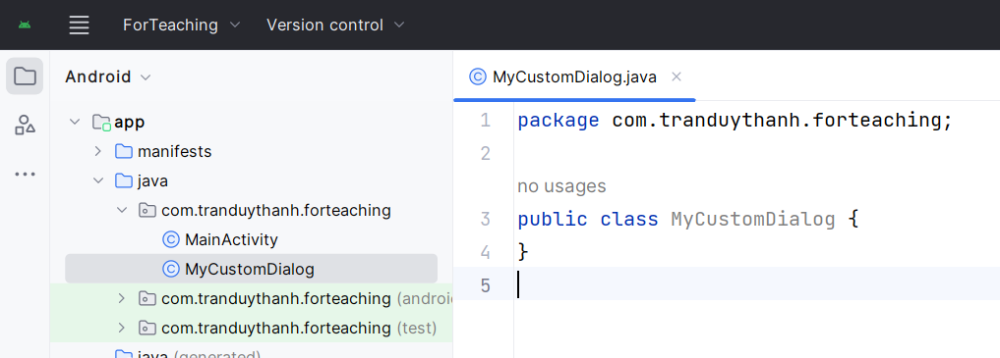 ForTeaching Version control
Android
app
manifests
java
com.tranduythanh.forteaching
MainActivity
MyCustomDialog
com.tranduythanh.forteaching (androi
com.tranduythanh.forteaching (test)
java (generated)
MyCustomDialog.java
1 package com.tranduythanh.forteaching;
2
no usages
3 public class MyCustomDialog {
4 }
5